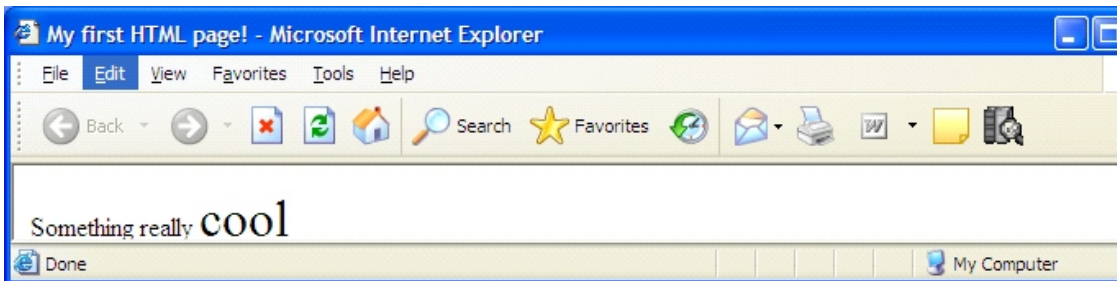 My first HTML page! - Microsoft Internet Explorer
File Edit View Favorites Tools Help
Back Search Favorites W
Something really cool
Done My Computer